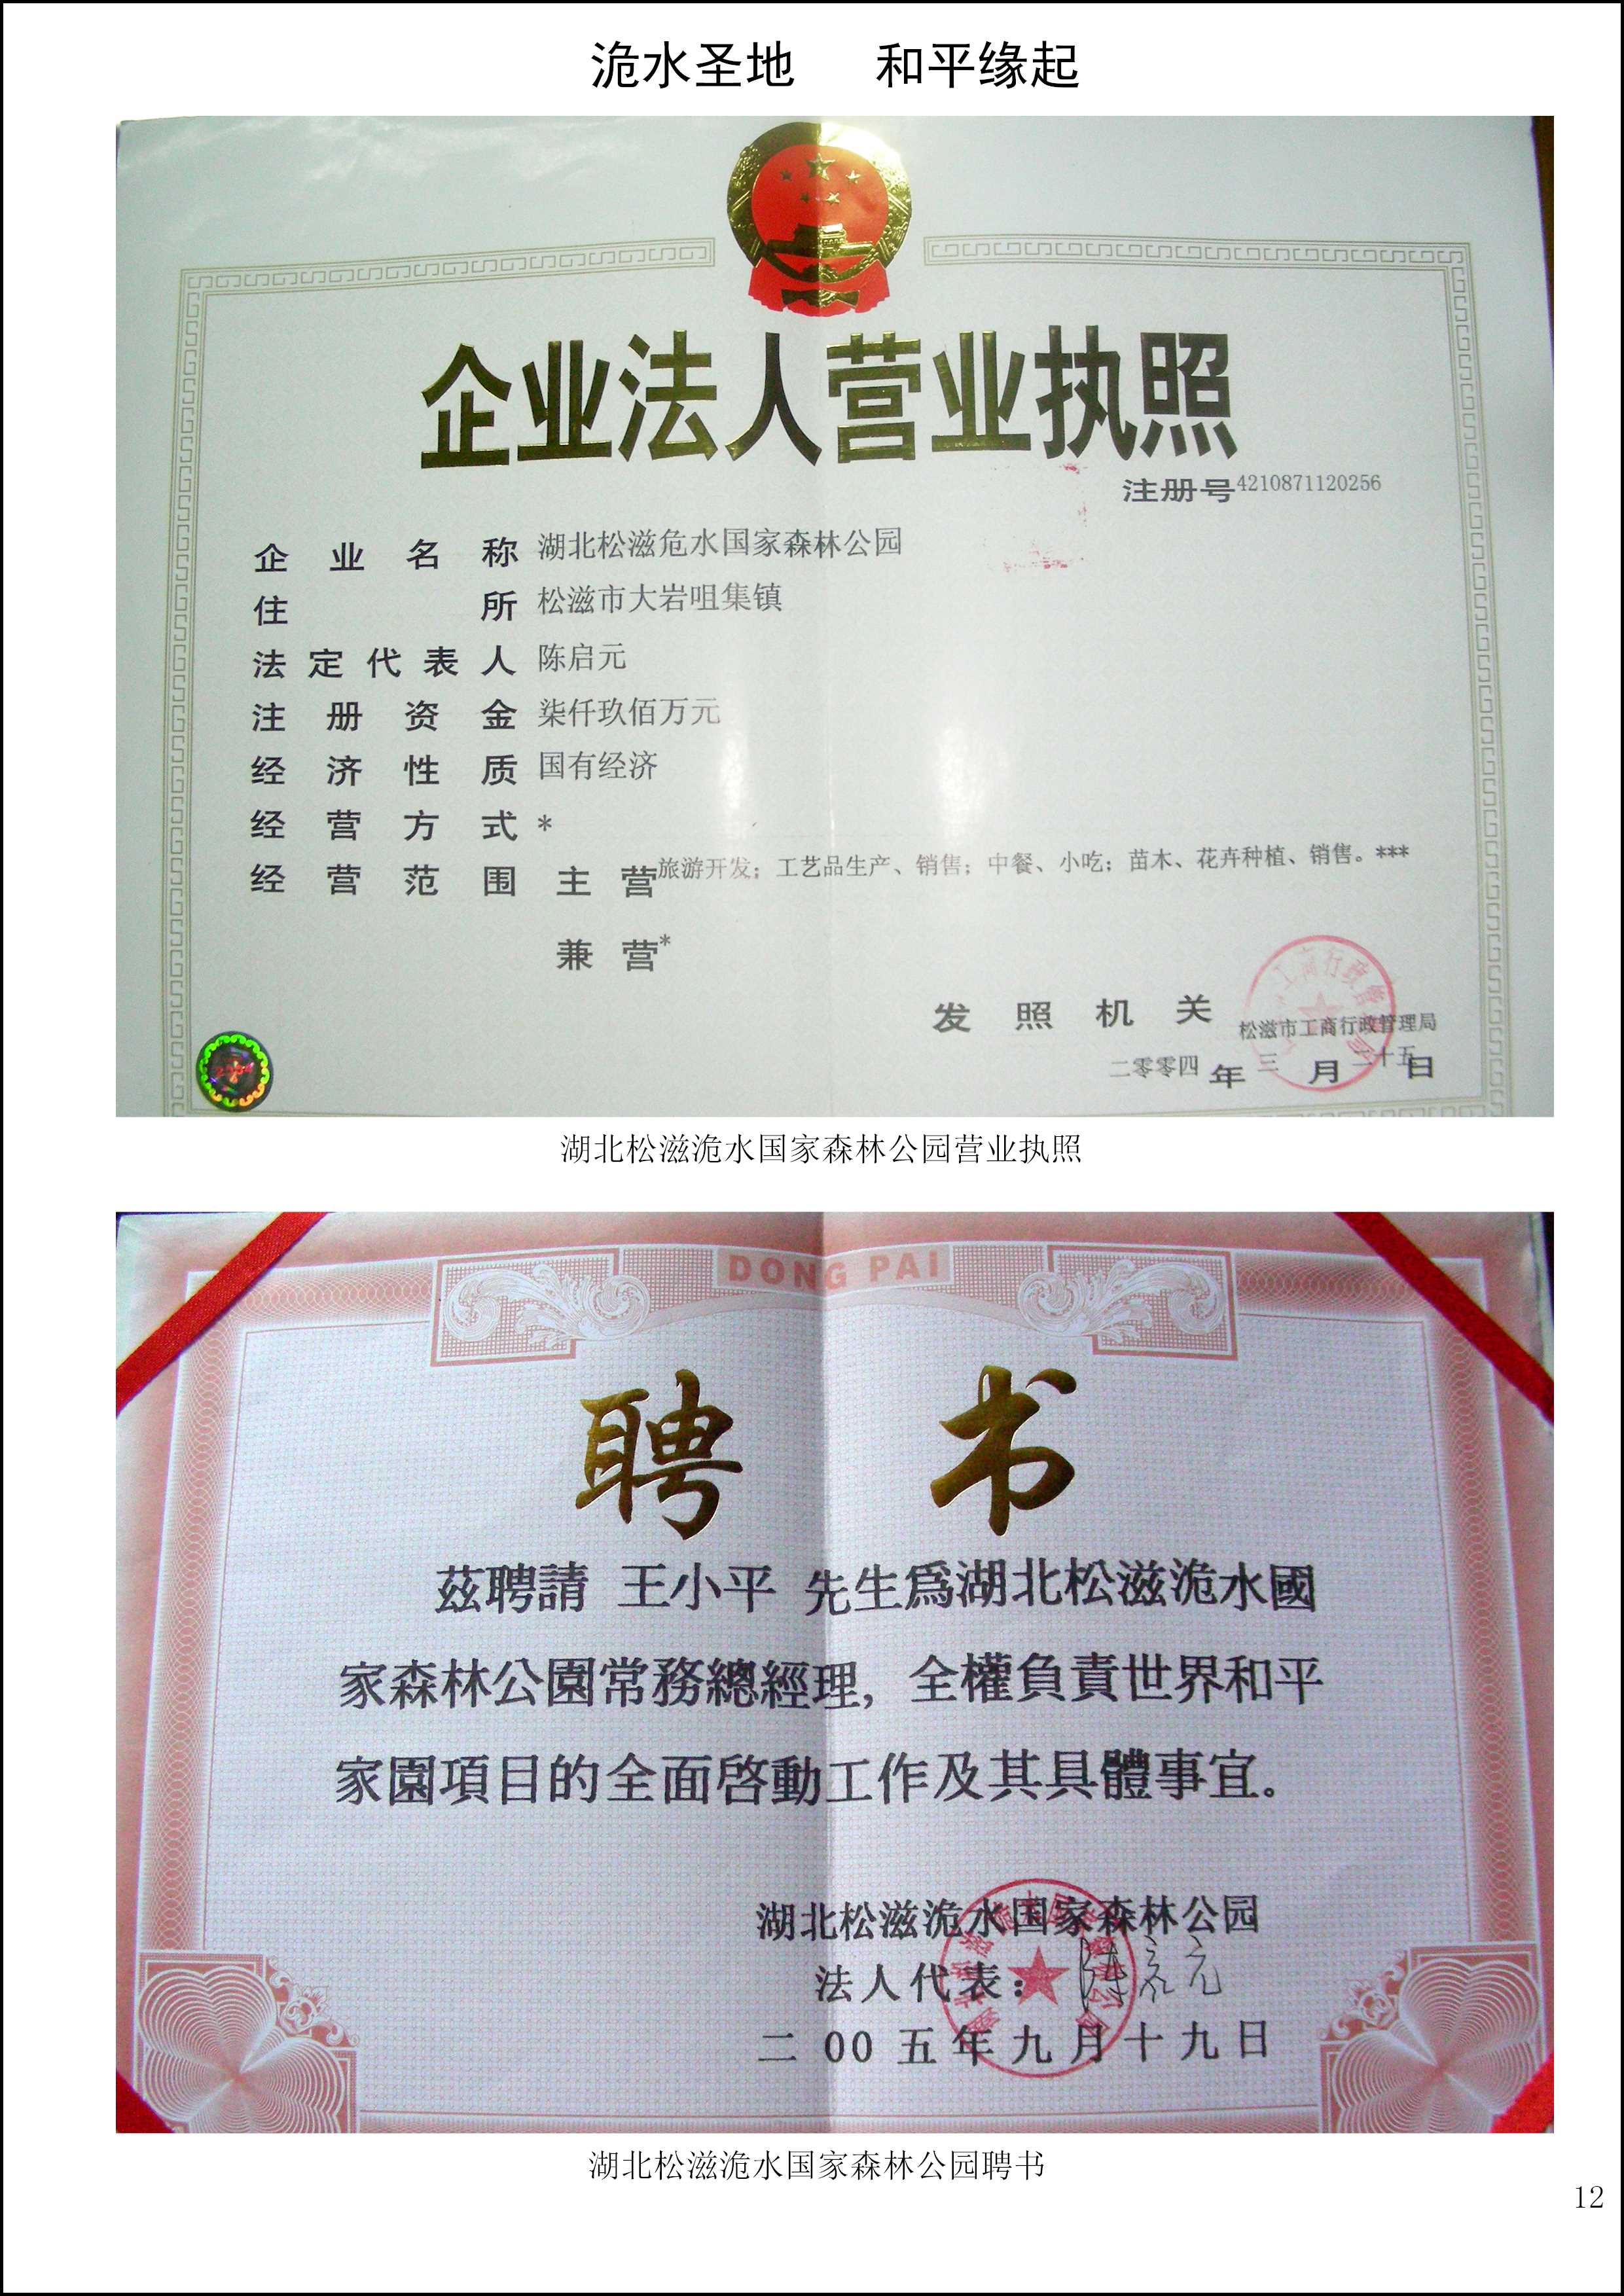 洈水圣地 和平缘起
企业法人营业执照
注册号4210871120256
企业名称 湖北松滋危水国家森林公园
住所 松滋市大岩咀集镇
法定代表人 陈启元
注册资金 柒仟玖佰万元
经济性质 国有经济
经营方式 *
经营范围 主营旅游开发；工艺品生产、销售；中餐、小吃；苗木、花卉种植、销售。***
兼营*
发照机关 松滋市工商行政管理局
二零零四年三月二十五日
湖北松滋洈水国家森林公园营业执照
DONG PAI
聘书
茲聘請 王小平 先生爲湖北松滋洈水國
家森林公園常務總經理，全權負責世界和平
家園項目的全面啓動工作及其具體事宜。
湖北松滋洈水国家森林公园
法人代表：陈启元
二00五年九月十九日
湖北松滋洈水国家森林公园聘书
12